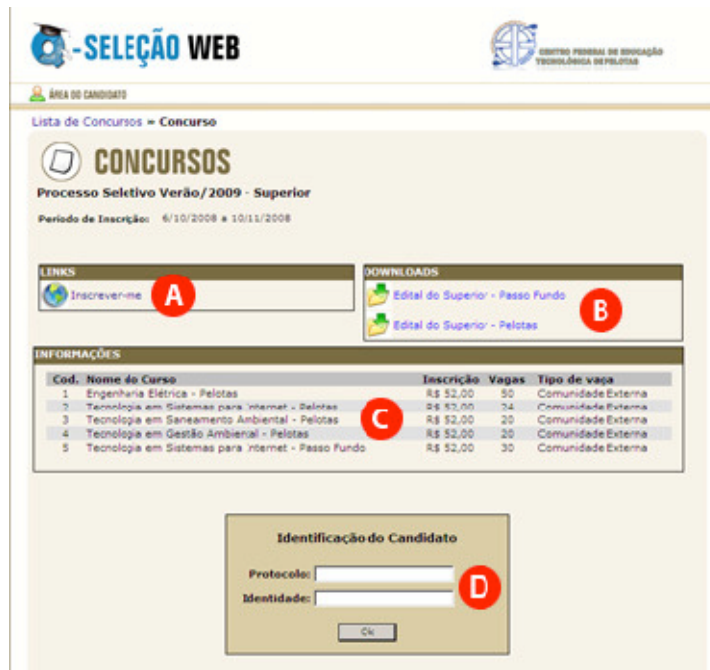 -SELEÇÃO WEB
CENTRO FEDERAL DE EDUCAÇÃO
TECNOLÓGICA DE PELOTAS
ÁREA DO CANDIDATO
Lista de Concursos » Concurso
CONCURSOS
Processo Seletivo Verão/2009 - Superior
Período de Inscrição: 6/10/2008 a 10/11/2008
LINKS
Inscrever-me
A
DOWNLOADS
Edital do Superior - Passo Fundo
Edital do Superior - Pelotas
B
INFORMAÇÕES
Cod. Nome do Curso Inscrição Vagas Tipo de vaga
1 Engenharia Elétrica - Pelotas R$ 52,00 50 Comunidade Externa
2 Tecnologia em Sistemas para Internet - Pelotas R$ 52,00 24 Comunidade Externa
3 Tecnologia em Saneamento Ambiental - Pelotas R$ 52,00 20 Comunidade Externa
4 Tecnologia em Gestão Ambiental - Pelotas R$ 52,00 20 Comunidade Externa
5 Tecnologia em Sistemas para Internet - Passo Fundo R$ 52,00 30 Comunidade Externa
C
Identificação do Candidato
Protocolo:
Identidade:
D
Ok